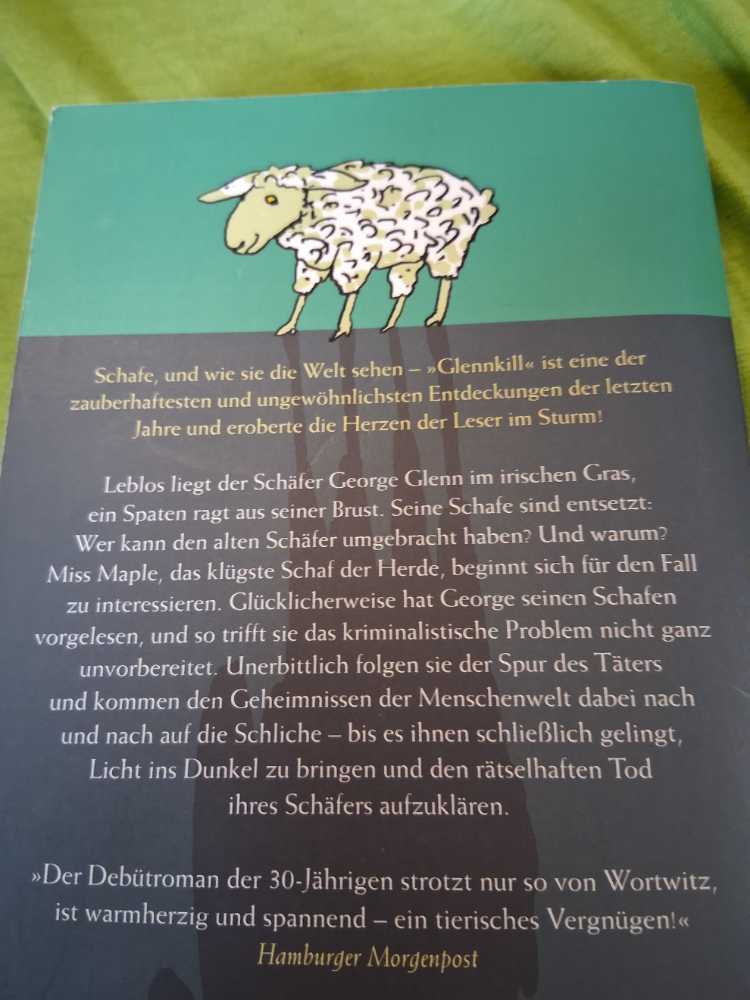 Schafe, und wie sie die Welt sehen – »Glennkill« ist eine der
zauberhaftesten und ungewöhnlichsten Entdeckungen der letzten
Jahre und eroberte die Herzen der Leser im Sturm!
Leblos liegt der Schäfer George Glenn im irischen Gras,
ein Spaten ragt aus seiner Brust. Seine Schafe sind entsetzt:
Wer kann den alten Schäfer umgebracht haben? Und warum?
Miss Maple, das klügste Schaf der Herde, beginnt sich für den Fall
zu interessieren. Glücklicherweise hat George seinen Schafen
vorgelesen, und so trifft sie das kriminalistische Problem nicht ganz
unvorbereitet. Unerbittlich folgen sie der Spur des Täters
und kommen den Geheimnissen der Menschenwelt dabei nach
und nach auf die Schliche – bis es ihnen schließlich gelingt,
Licht ins Dunkel zu bringen und den rätselhaften Tod
ihres Schäfers aufzuklären.
»Der Debütroman der 30-Jährigen strotzt nur so von Wortwitz,
ist warmherzig und spannend – ein tierisches Vergnügen!«
Hamburger Morgenpost